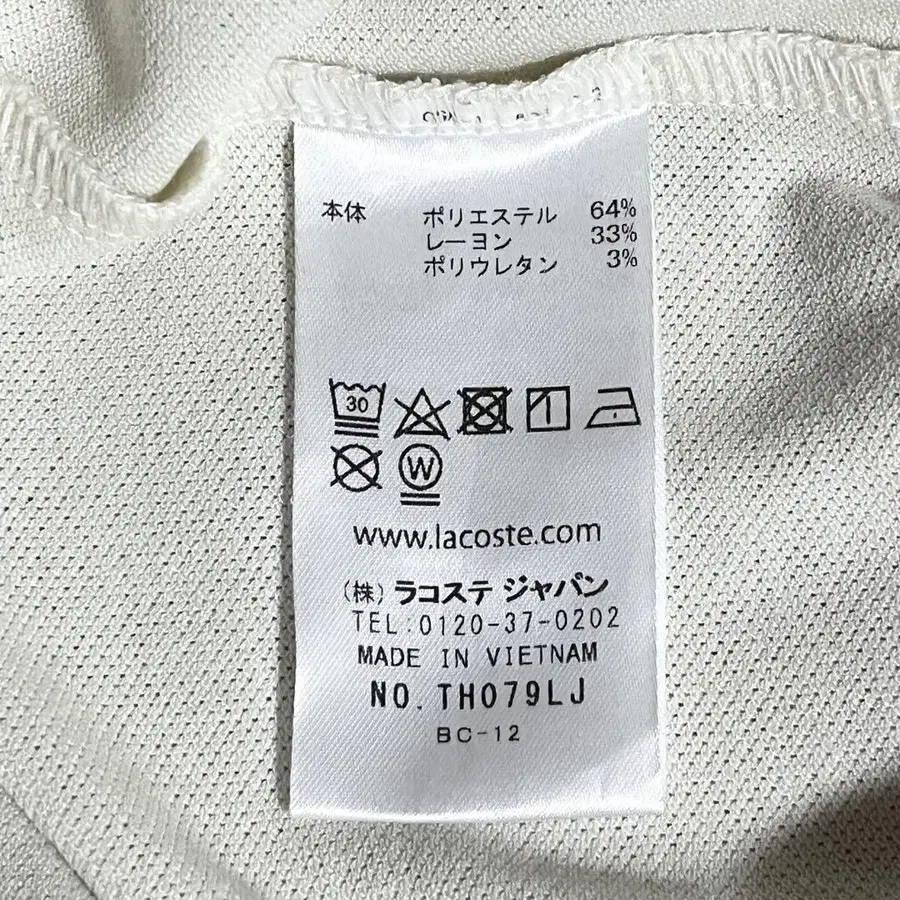 本体 ポリエステル 64%
レーヨン 33%
ポリウレタン 3%
30
W
www.lacoste.com
(株) ラコステ ジャパン
TEL:0120-37-0202
MADE IN VIETNAM
NO. TH079LJ
BC-12